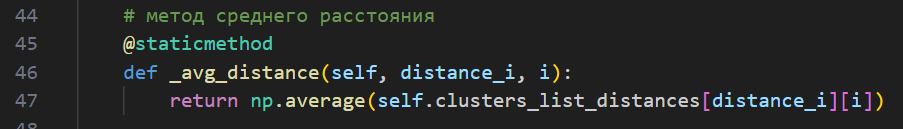 44 # метод среднего расстояния
45 @staticmethod
46 def _avg_distance(self, distance_i, i):
47 return np.average(self.clusters_list_distances[distance_i][i])
48